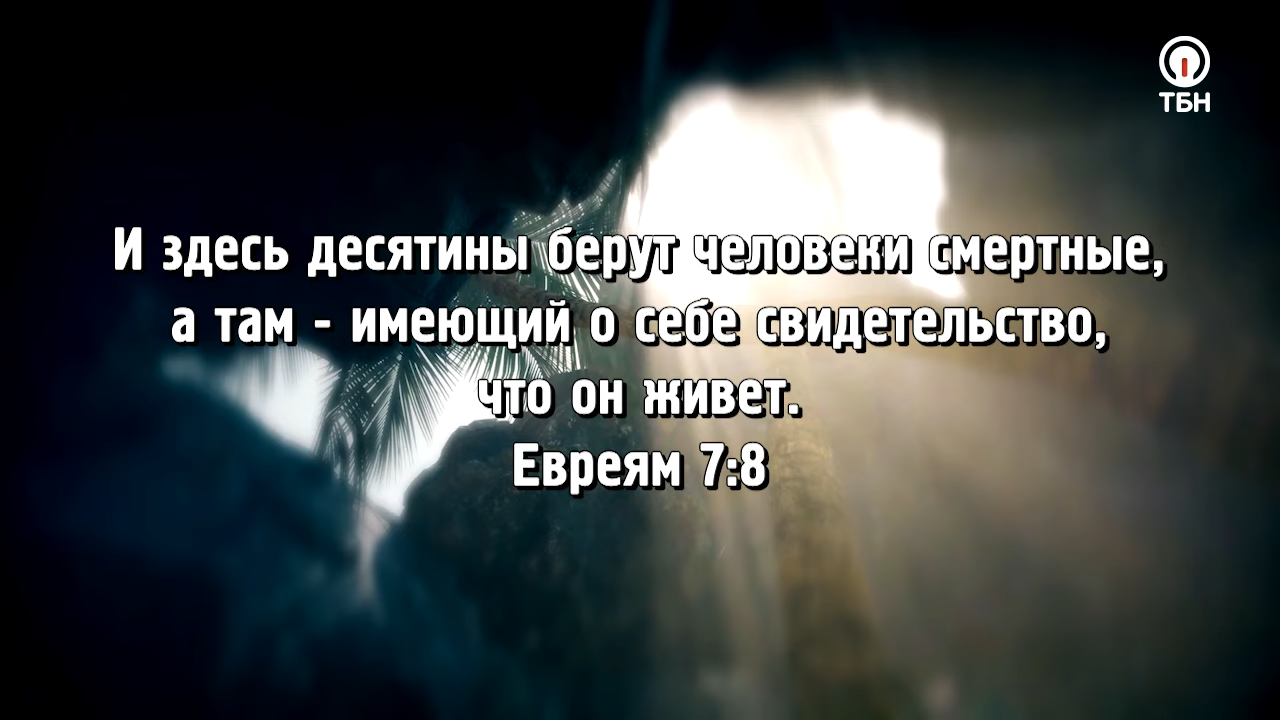 ТБН
И здесь десятины берут человеки смертные,
а там - имеющий о себе свидетельство,
что он живет.
Евреям 7:8